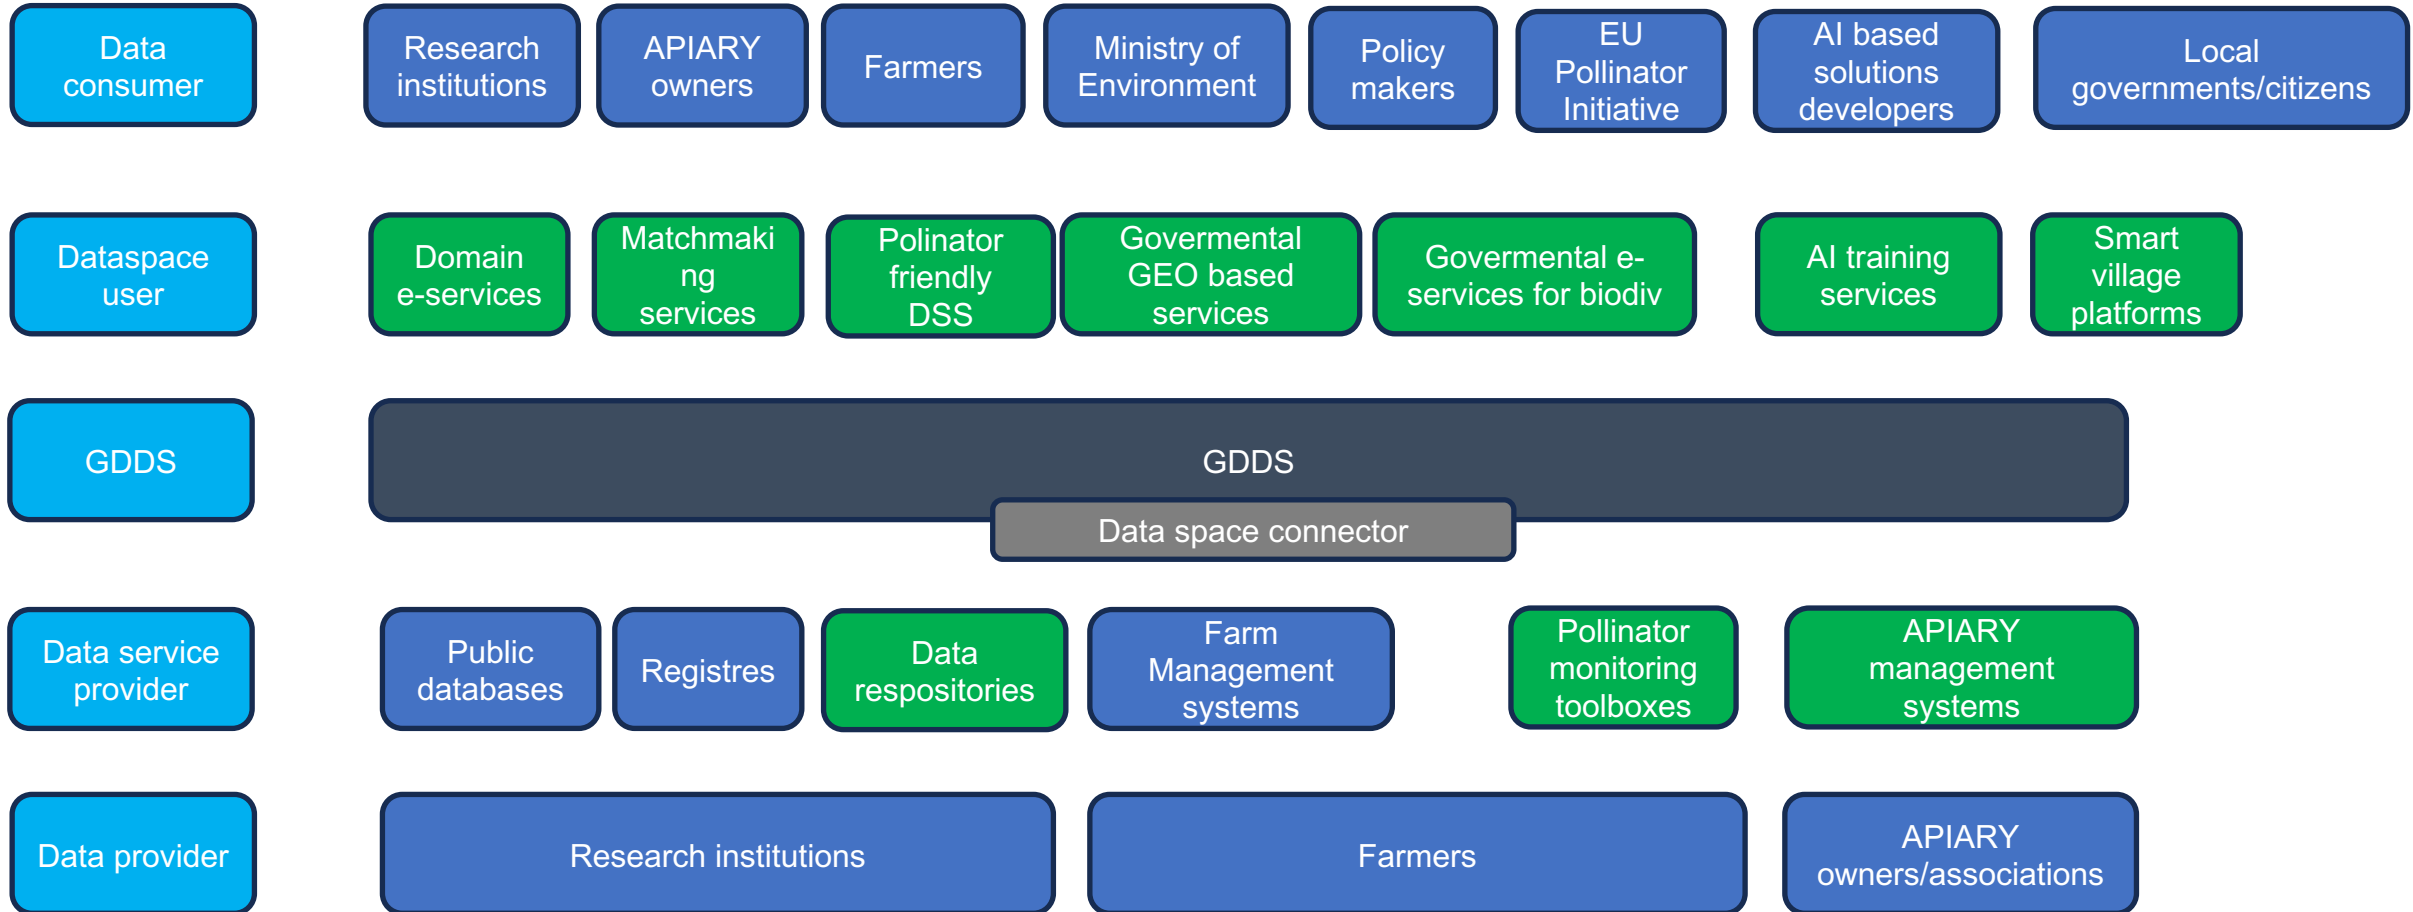 Data
consumer
Research
institutions
APIARY
owners
Farmers
Ministry of
Environment
Policy
makers
EU
Pollinator
Initiative
AI based
solutions
developers
Local
governments/citizens
Dataspace
user
Domain
e-services
Matchmaki
ng
services
Polinator
friendly
DSS
Govermental
GEO based
services
Govermental e-
services for biodiv
AI training
services
Smart
village
platforms
GDDS
GDDS
Data space connector
Data service
provider
Public
databases
Registres
Data
respositories
Farm
Management
systems
Pollinator
monitoring
toolboxes
APIARY
management
systems
Data provider
Research institutions
Farmers
APIARY
owners/associations